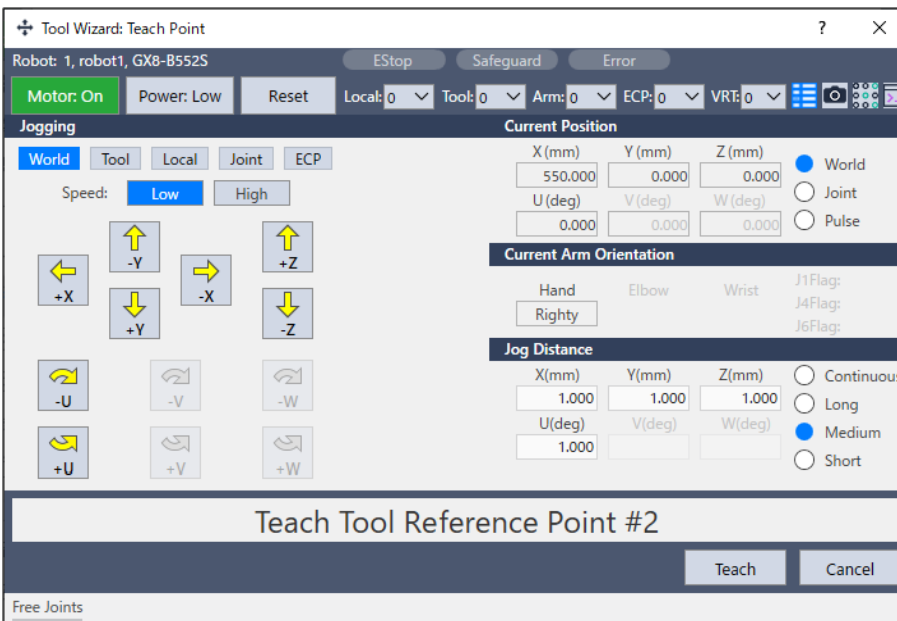 Tool Wizard: Teach Point ? ×
Robot: 1, robot1, GX8-B552S EStop Safeguard Error
Motor: On Power: Low Reset Local: 0 Tool: 0 Arm: 0 ECP: 0 VRT: 0
Jogging
World Tool Local Joint ECP
Speed: Low High
-Y +Z
+X -X
+Y -Z
-U -V -W
+U +V +W
Current Position
X (mm) Y (mm) Z (mm)
550.000 0.000 0.000
U (deg) V (deg) W (deg)
0.000 0.000 0.000
World
Joint
Pulse
Current Arm Orientation
Hand Elbow Wrist
Righty
J1Flag:
J4Flag:
J6Flag:
Jog Distance
X(mm) Y(mm) Z(mm)
1.000 1.000 1.000
U(deg) V(deg) W(deg)
1.000
Continuous
Long
Medium
Short
Teach Tool Reference Point #2
Teach Cancel
Free Joints